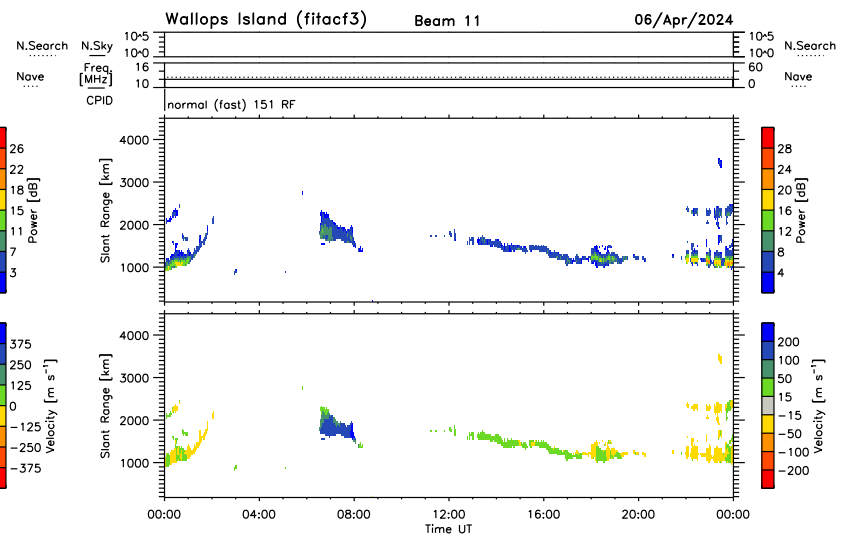 Wallops Island (fitacf3) Beam 11 06/Apr/2024
N.Search N.Sky 10^5 10^0 10^5 10^0 N.Search
Nave Freq. [MHz] 16 10 60 0 Nave
CPID normal (fast) 151 RF
Power [dB] 26 22 18 15 11 7 3
Slant Range [km] 4000 3000 2000 1000
28 24 20 16 12 8 4 Power [dB]
375 250 125 0 -125 -250 -375 Velocity [m s⁻¹]
Slant Range [km] 4000 3000 2000 1000
200 100 50 15 -15 -50 -100 -200 Velocity [m s⁻¹]
00:00 04:00 08:00 12:00 16:00 20:00 00:00
Time UT